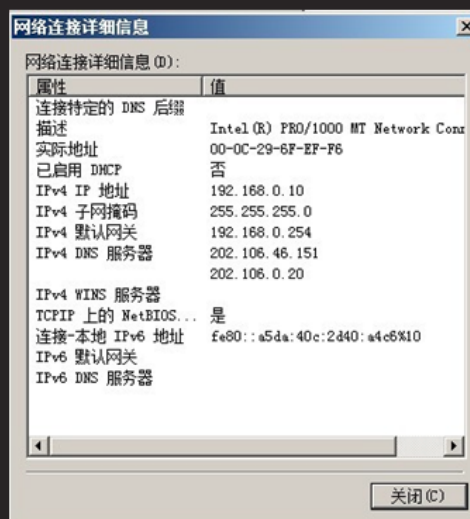 网络连接详细信息
网络连接详细信息(D):
属性 值
连接特定的 DNS 后缀
描述 Intel(R) PRO/1000 MT Network Conn
实际地址 00-0C-29-6F-EF-F6
已启用 DHCP 否
IPv4 IP 地址 192.168.0.10
IPv4 子网掩码 255.255.255.0
IPv4 默认网关 192.168.0.254
IPv4 DNS 服务器 202.106.46.151
202.106.0.20
IPv4 WINS 服务器
TCPIP 上的 NetBIOS... 是
连接-本地 IPv6 地址 fe80::a5da:40c:2d40:a4c6%10
IPv6 默认网关
IPv6 DNS 服务器
关闭(C)